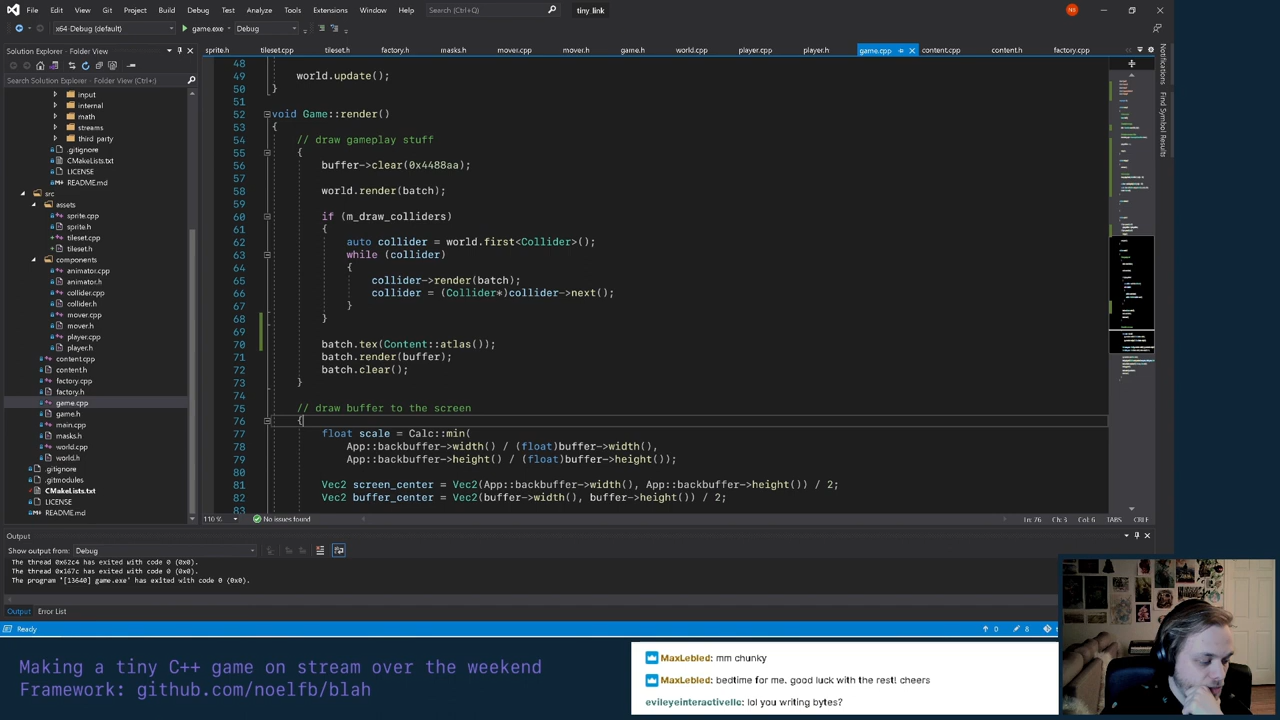 File Edit View Git Project Build Debug Test Analyze Tools Extensions Window Help Search (Ctrl+Q) tiny_link
x64-Debug (default) game.exe Debug
Solution Explorer - Folder View
sprite.h tileset.cpp tileset.h factory.h masks.h mover.cpp mover.h game.h world.cpp player.cpp player.h game.cpp content.cpp content.h factory.cpp
Search Solution Explorer - Folder View (Ctrl+;)
input
internal
math
streams
third_party
.gitignore
CMakeLists.txt
LICENSE
README.md
src
assets
sprite.cpp
sprite.h
tileset.cpp
tileset.h
components
animator.cpp
animator.h
collider.cpp
collider.h
mover.cpp
mover.h
player.cpp
player.h
content.cpp
content.h
factory.cpp
factory.h
game.cpp
game.h
main.cpp
masks.h
world.cpp
world.h
.gitignore
.gitmodules
CMakeLists.txt
LICENSE
README.md
48
49 world.update();
50 }
51
52 void Game::render()
53 {
54 // draw gameplay stuff
55 {
56 buffer->clear(0x4488aa);
57
58 world.render(batch);
59
60 if (m_draw_colliders)
61 {
62 auto collider = world.first<Collider>();
63 while (collider)
64 {
65 collider->render(batch);
66 collider = (Collider*)collider->next();
67 }
68 }
69
70 batch.tex(Content::atlas());
71 batch.render(buffer);
72 batch.clear();
73 }
74
75 // draw buffer to the screen
76 {
77 float scale = Calc::min(
78 App::backbuffer->width() / (float)buffer->width(),
79 App::backbuffer->height() / (float)buffer->height());
80
81 Vec2 screen_center = Vec2(App::backbuffer->width(), App::backbuffer->height()) / 2;
82 Vec2 buffer_center = Vec2(buffer->width(), buffer->height()) / 2;
83
110 % No issues found Ln: 76 Ch: 3 Col: 6 TABS CRLF
Notifications
Find Symbol Results
Output
Show output from: Debug
The thread 0x62c4 has exited with code 0 (0x0).
The thread 0x167c has exited with code 0 (0x0).
The program '[13640] game.exe' has exited with code 0 (0x0).
Output Error List
Ready 0 8
Making a tiny C++ game on stream over the weekend
Framework: github.com/noelfb/blah
MaxLebled: mm chunky
MaxLebled: bedtime for me. good luck with the rest! cheers
evileyeinteractivellc: lol you writing bytes?